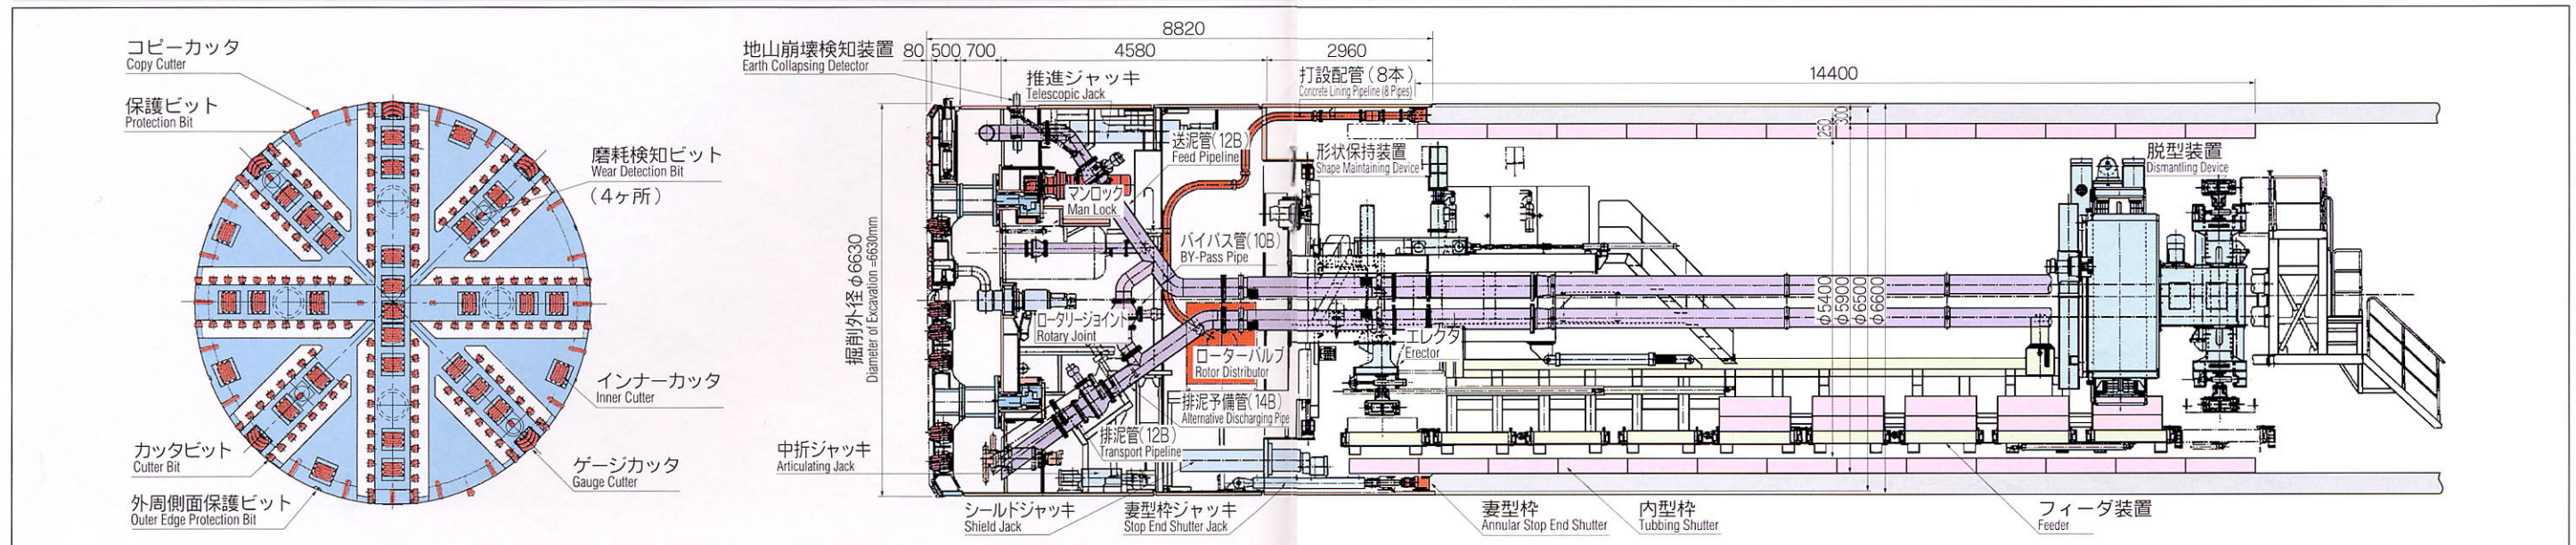 コピーカッタ
Copy Cutter
保護ビット
Protection Bit
磨耗検知ビット
Wear Detection Bit
(4ヶ所)
インナーカッタ
Inner Cutter
カッタビット
Cutter Bit
ゲージカッタ
Gauge Cutter
外周側面保護ビット
Outer Edge Protection Bit
8820
80 500 700 4580 2960
14400
地山崩壊検知装置
Earth Collapsing Detector
推進ジャッキ
Telescopic Jack
打設配管(8本)
Concrete Lining Pipeline (8 Pipes)
300
250
送泥管(12B)
Feed Pipeline
形状保持装置
Shape Maintaining Device
脱型装置
Dismantling Device
マンロック
Man Lock
バイパス管(10B)
BY-Pass Pipe
掘削外径φ6630
Diameter of Excavation =6630mm
φ5400
φ5900
φ6500
φ6600
ロータリージョイント
Rotary Joint
エレクタ
Erector
ローターバルブ
Rotor Distributor
排泥予備管(14B)
Alternative Discharging Pipe
排泥管(12B)
Transport Pipeline
中折ジャッキ
Articulating Jack
シールドジャッキ
Shield Jack
妻型枠ジャッキ
Stop End Shutter Jack
妻型枠
Annular Stop End Shutter
内型枠
Tubbing Shutter
フィーダ装置
Feeder